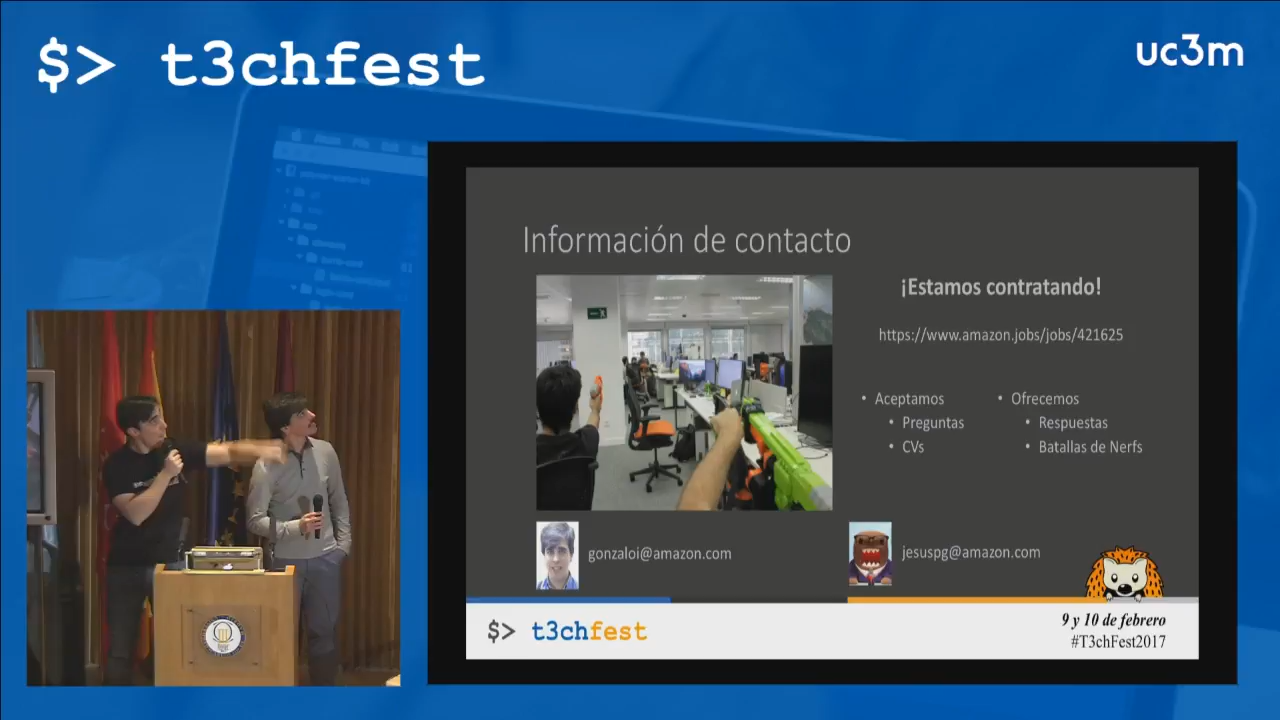 $> t3chfest
uc3m
Información de contacto
¡Estamos contratando!
https://www.amazon.jobs/jobs/421625
• Aceptamos
• Preguntas
• CVs
• Ofrecemos
• Respuestas
• Batallas de Nerfs
gonzaloi@amazon.com
jesuspg@amazon.com
$> t3chfest
9 y 10 de febrero
#T3chFest2017